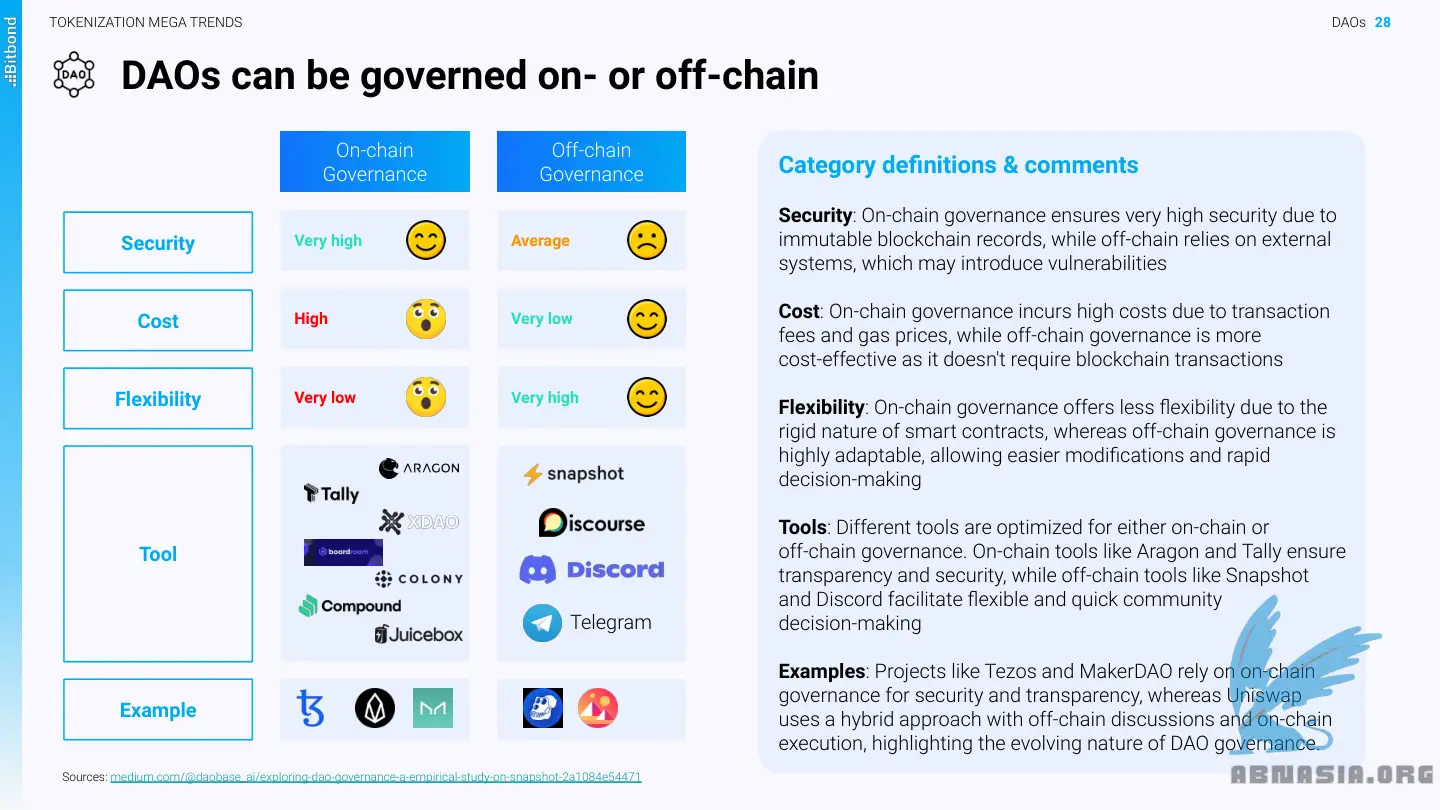 Bitbond
TOKENIZATION MEGA TRENDS
DAOs 28
DAO
DAOs can be governed on- or off-chain
On-chain
Governance
Off-chain
Governance
Security
Very high
Average
Cost
High
Very low
Flexibility
Very low
Very high
Tool
ARAGON
Tally
XDAO
boardroom
COLONY
Compound
Juicebox
snapshot
Discourse
Discord
Telegram
Example
Category definitions & comments
Security: On-chain governance ensures very high security due to
immutable blockchain records, while off-chain relies on external
systems, which may introduce vulnerabilities
Cost: On-chain governance incurs high costs due to transaction
fees and gas prices, while off-chain governance is more
cost-effective as it doesn't require blockchain transactions
Flexibility: On-chain governance offers less flexibility due to the
rigid nature of smart contracts, whereas off-chain governance is
highly adaptable, allowing easier modifications and rapid
decision-making
Tools: Different tools are optimized for either on-chain or
off-chain governance. On-chain tools like Aragon and Tally ensure
transparency and security, while off-chain tools like Snapshot
and Discord facilitate flexible and quick community
decision-making
Examples: Projects like Tezos and MakerDAO rely on on-chain
governance for security and transparency, whereas Uniswap
uses a hybrid approach with off-chain discussions and on-chain
execution, highlighting the evolving nature of DAO governance.
Sources: medium.com/@daobase_ai/exploring-dao-governance-a-empirical-study-on-snapshot-2a1084e54471
ABMASIA.ORG